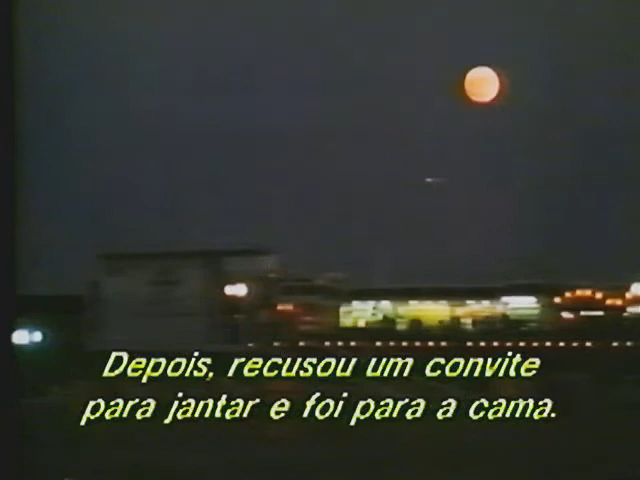 Depois, recusou um convite
para jantar e foi para a cama.